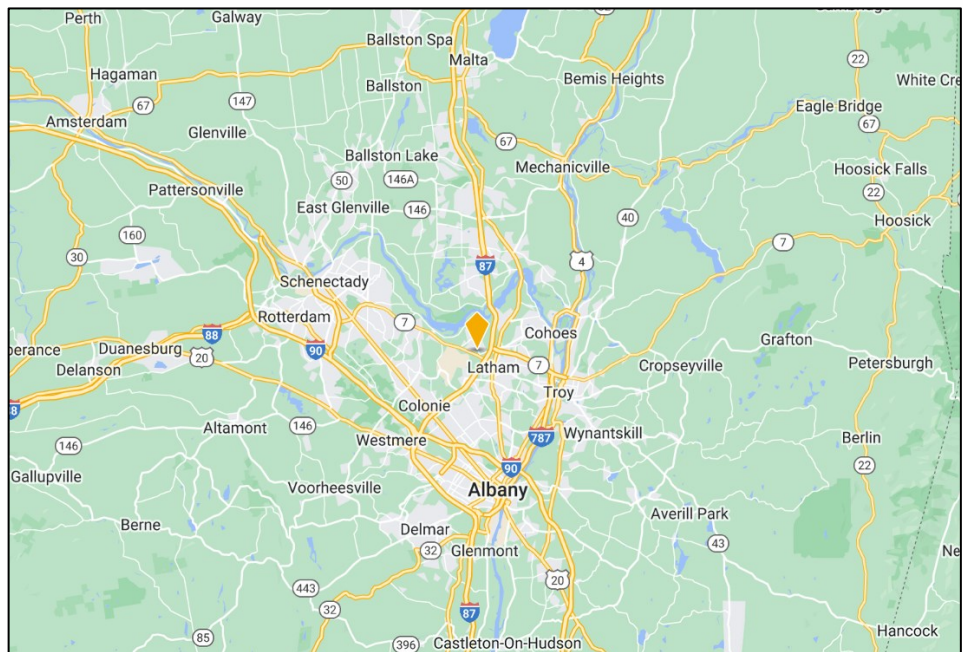 Perth
Galway
Cambridge
Ballston Spa
Malta
22
Hagaman
Bemis Heights
White Cre
67
147
Ballston
Eagle Bridge
Amsterdam
67
Glenville
67
Ballston Lake
Mechanicville
Hoosick Falls
50
146A
Pattersonville
22
East Glenville
146
40
Hoosick
160
7
30
4
87
Schenectady
Rotterdam
7
Cohoes
88
90
Grafton
perance
Duanesburg
20
Latham
7
Cropseyville
Petersburgh
Delanson
Troy
Colonie
88
146
Altamont
Westmere
787
Wynantskill
Berlin
146
90
22
Gallupville
Voorheesville
Albany
Averill Park
Berne
Delmar
32
43
Glenmont
Ne
20
443
32
87
Hancock
85
396
Castleton-On-Hudson